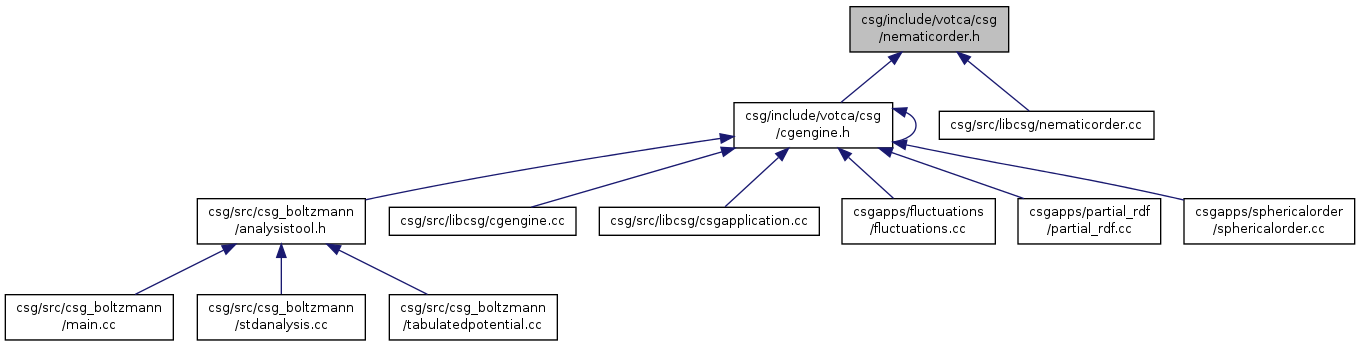 csg/include/votca/csg
/nematicorder.h
csg/include/votca/csg
/cgengine.h
csg/src/libcsg/nematicorder.cc
csg/src/csg_boltzmann
/analysistool.h
csg/src/libcsg/cgengine.cc
csg/src/libcsg/csgapplication.cc
csgapps/fluctuations
/fluctuations.cc
csgapps/partial_rdf
/partial_rdf.cc
csgapps/sphericalorder
/sphericalorder.cc
csg/src/csg_boltzmann
/main.cc
csg/src/csg_boltzmann
/stdanalysis.cc
csg/src/csg_boltzmann
/tabulatedpotential.cc